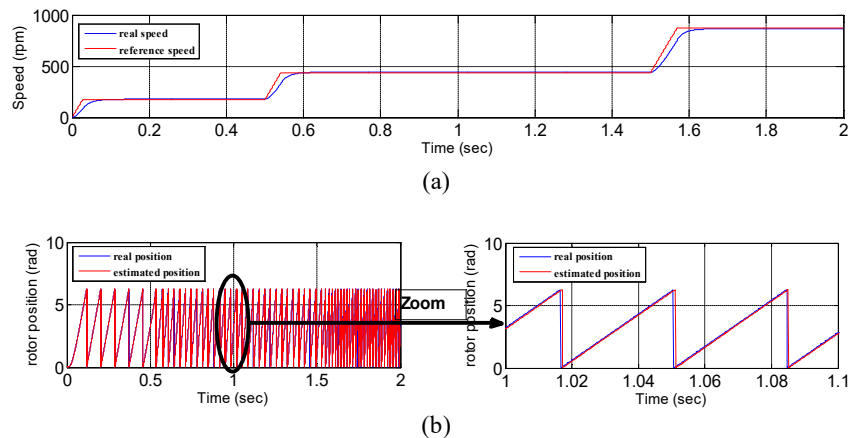 1000
500
0
Speed (rpm)
real speed
reference speed
0 0.2 0.4 0.6 0.8 1 1.2 1.4 1.6 1.8 2
Time (sec)
(a)
10
5
0
rotor position (rad)
real position
estimated position
0 0.5 1 1.5 2
Time (sec)
Zoom
10
5
0
rotor position (rad)
real position
estimated position
1 1.02 1.04 1.06 1.08 1.1
Time (sec)
(b)